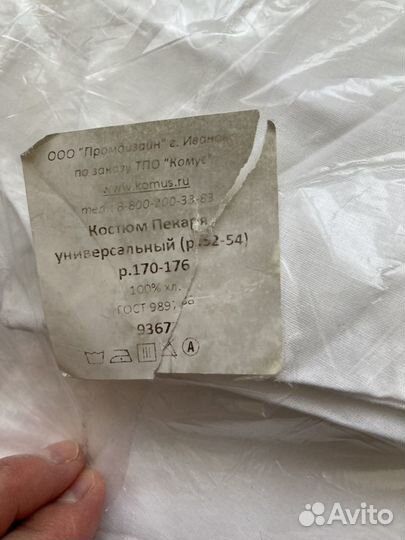 ООО "Промдизайн" г. Иваново
по заказу ТПО "Комус"
www.komus.ru
тел.: 8-800-200-33-83
Костюм Пекаря
универсальный (р.52-54)
р.170-176
100% хл.
ГОСТ
9367
A
Avito